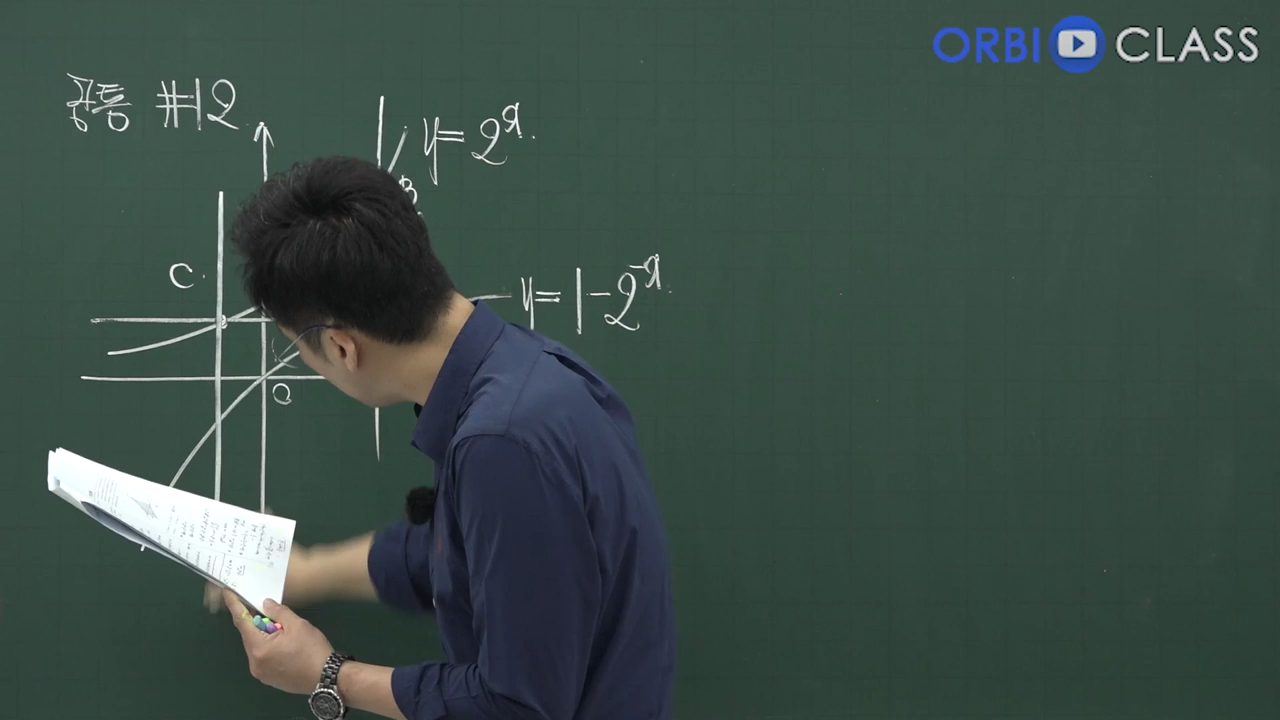 ORBI CLASS
공통 #12
y=2^x.
B
C.
y=1-2^-x.
O